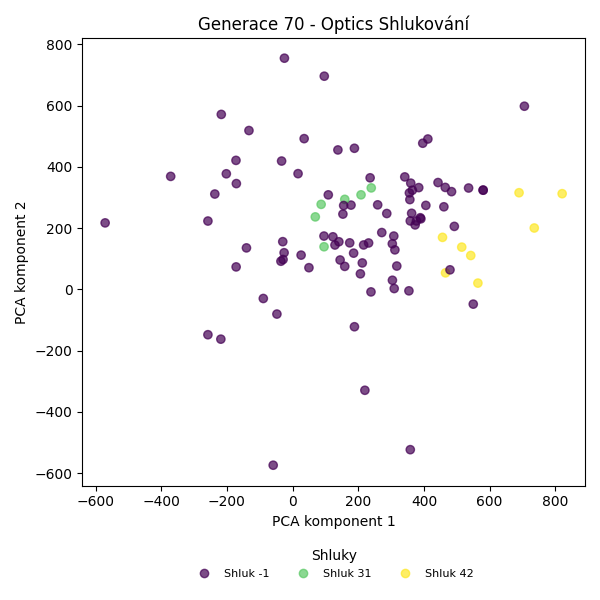 Generace 70 - Optics Shlukování
PCA komponent 2
800
600
400
200
0
−200
−400
−600
−600 −400 −200 0 200 400 600 800
PCA komponent 1
Shluky
Shluk -1 Shluk 31 Shluk 42